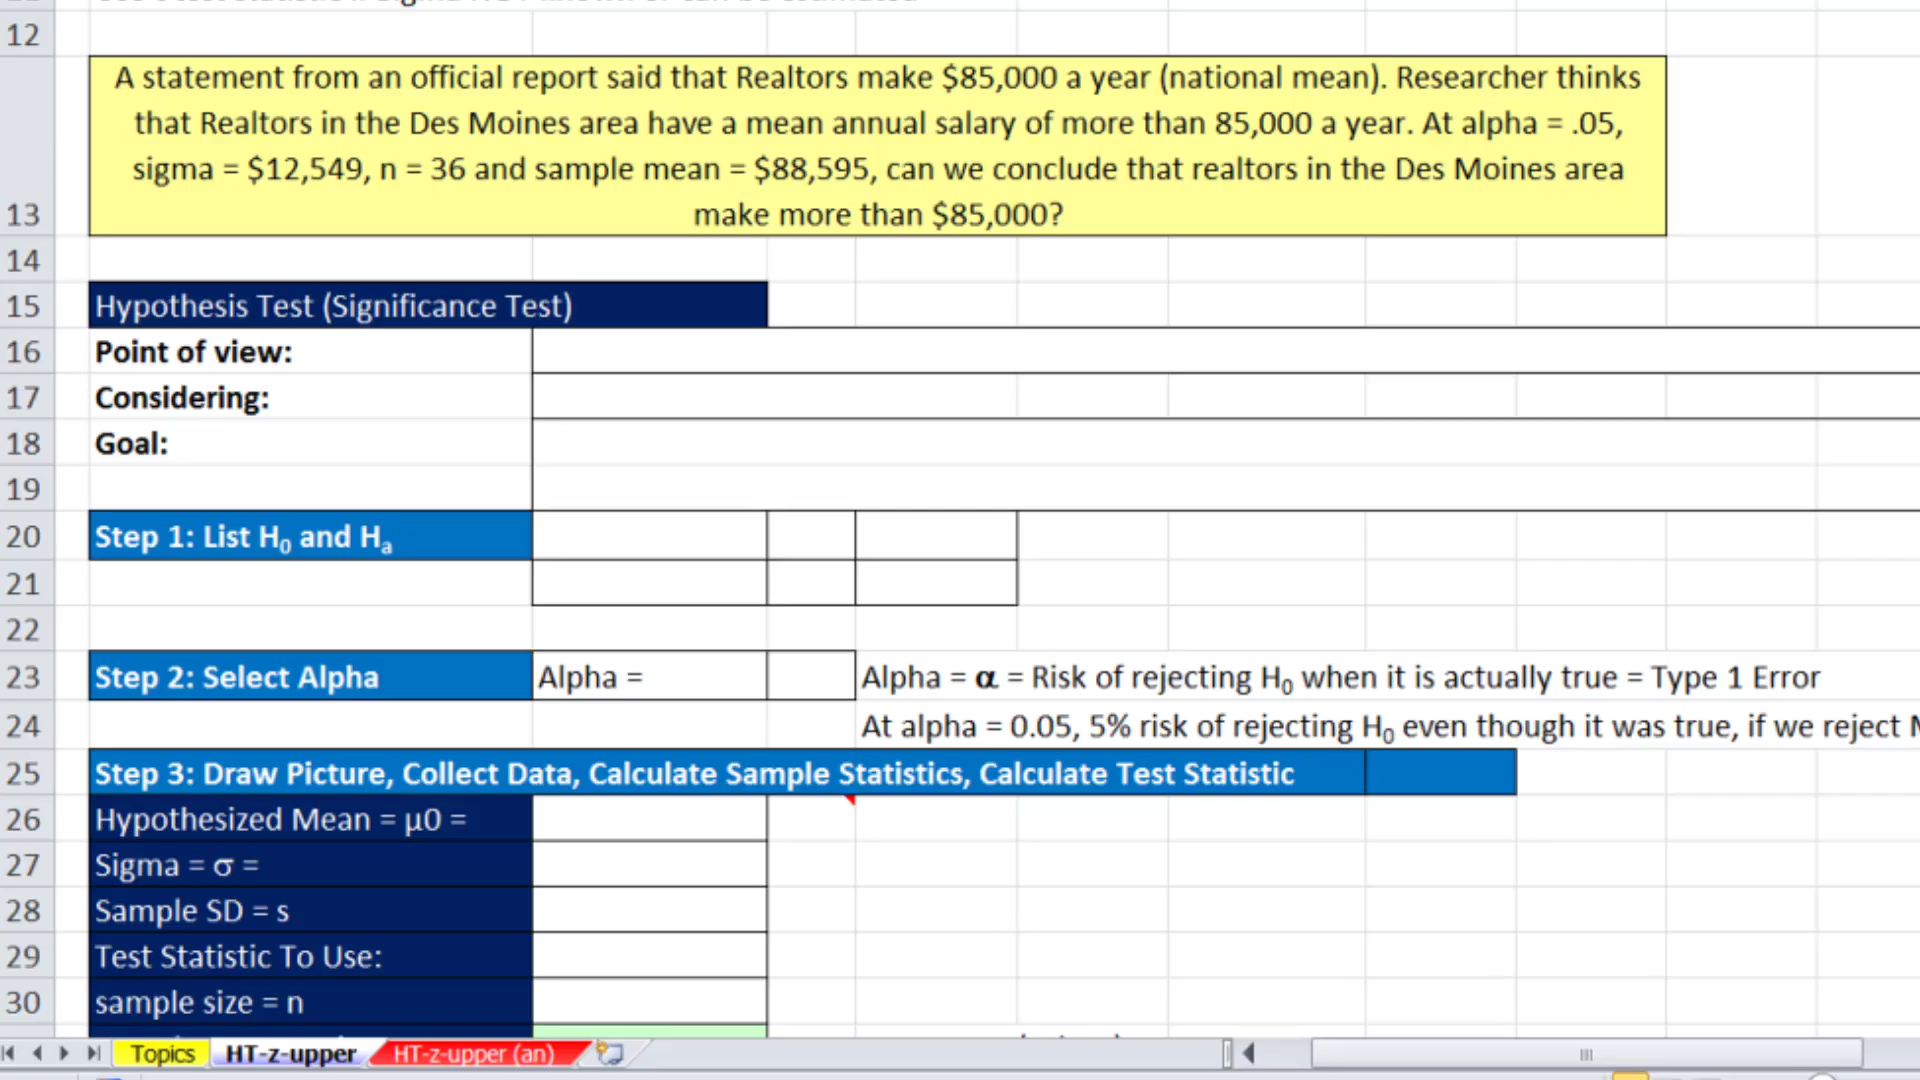 12
A statement from an official report said that Realtors make $85,000 a year (national mean). Researcher thinks
that Realtors in the Des Moines area have a mean annual salary of more than 85,000 a year. At alpha = .05,
sigma = $12,549, n = 36 and sample mean = $88,595, can we conclude that realtors in the Des Moines area
13 make more than $85,000?
14
15 Hypothesis Test (Significance Test)
16 Point of view:
17 Considering:
18 Goal:
19
20 Step 1: List H₀ and Hₐ
21
22
23 Step 2: Select Alpha Alpha = Alpha = α = Risk of rejecting H₀ when it is actually true = Type 1 Error
24 At alpha = 0.05, 5% risk of rejecting H₀ even though it was true, if we reject
25 Step 3: Draw Picture, Collect Data, Calculate Sample Statistics, Calculate Test Statistic
26 Hypothesized Mean = µ0 =
27 Sigma = σ =
28 Sample SD = s
29 Test Statistic To Use:
30 sample size = n
Topics HT-z-upper HT-z-upper (an)